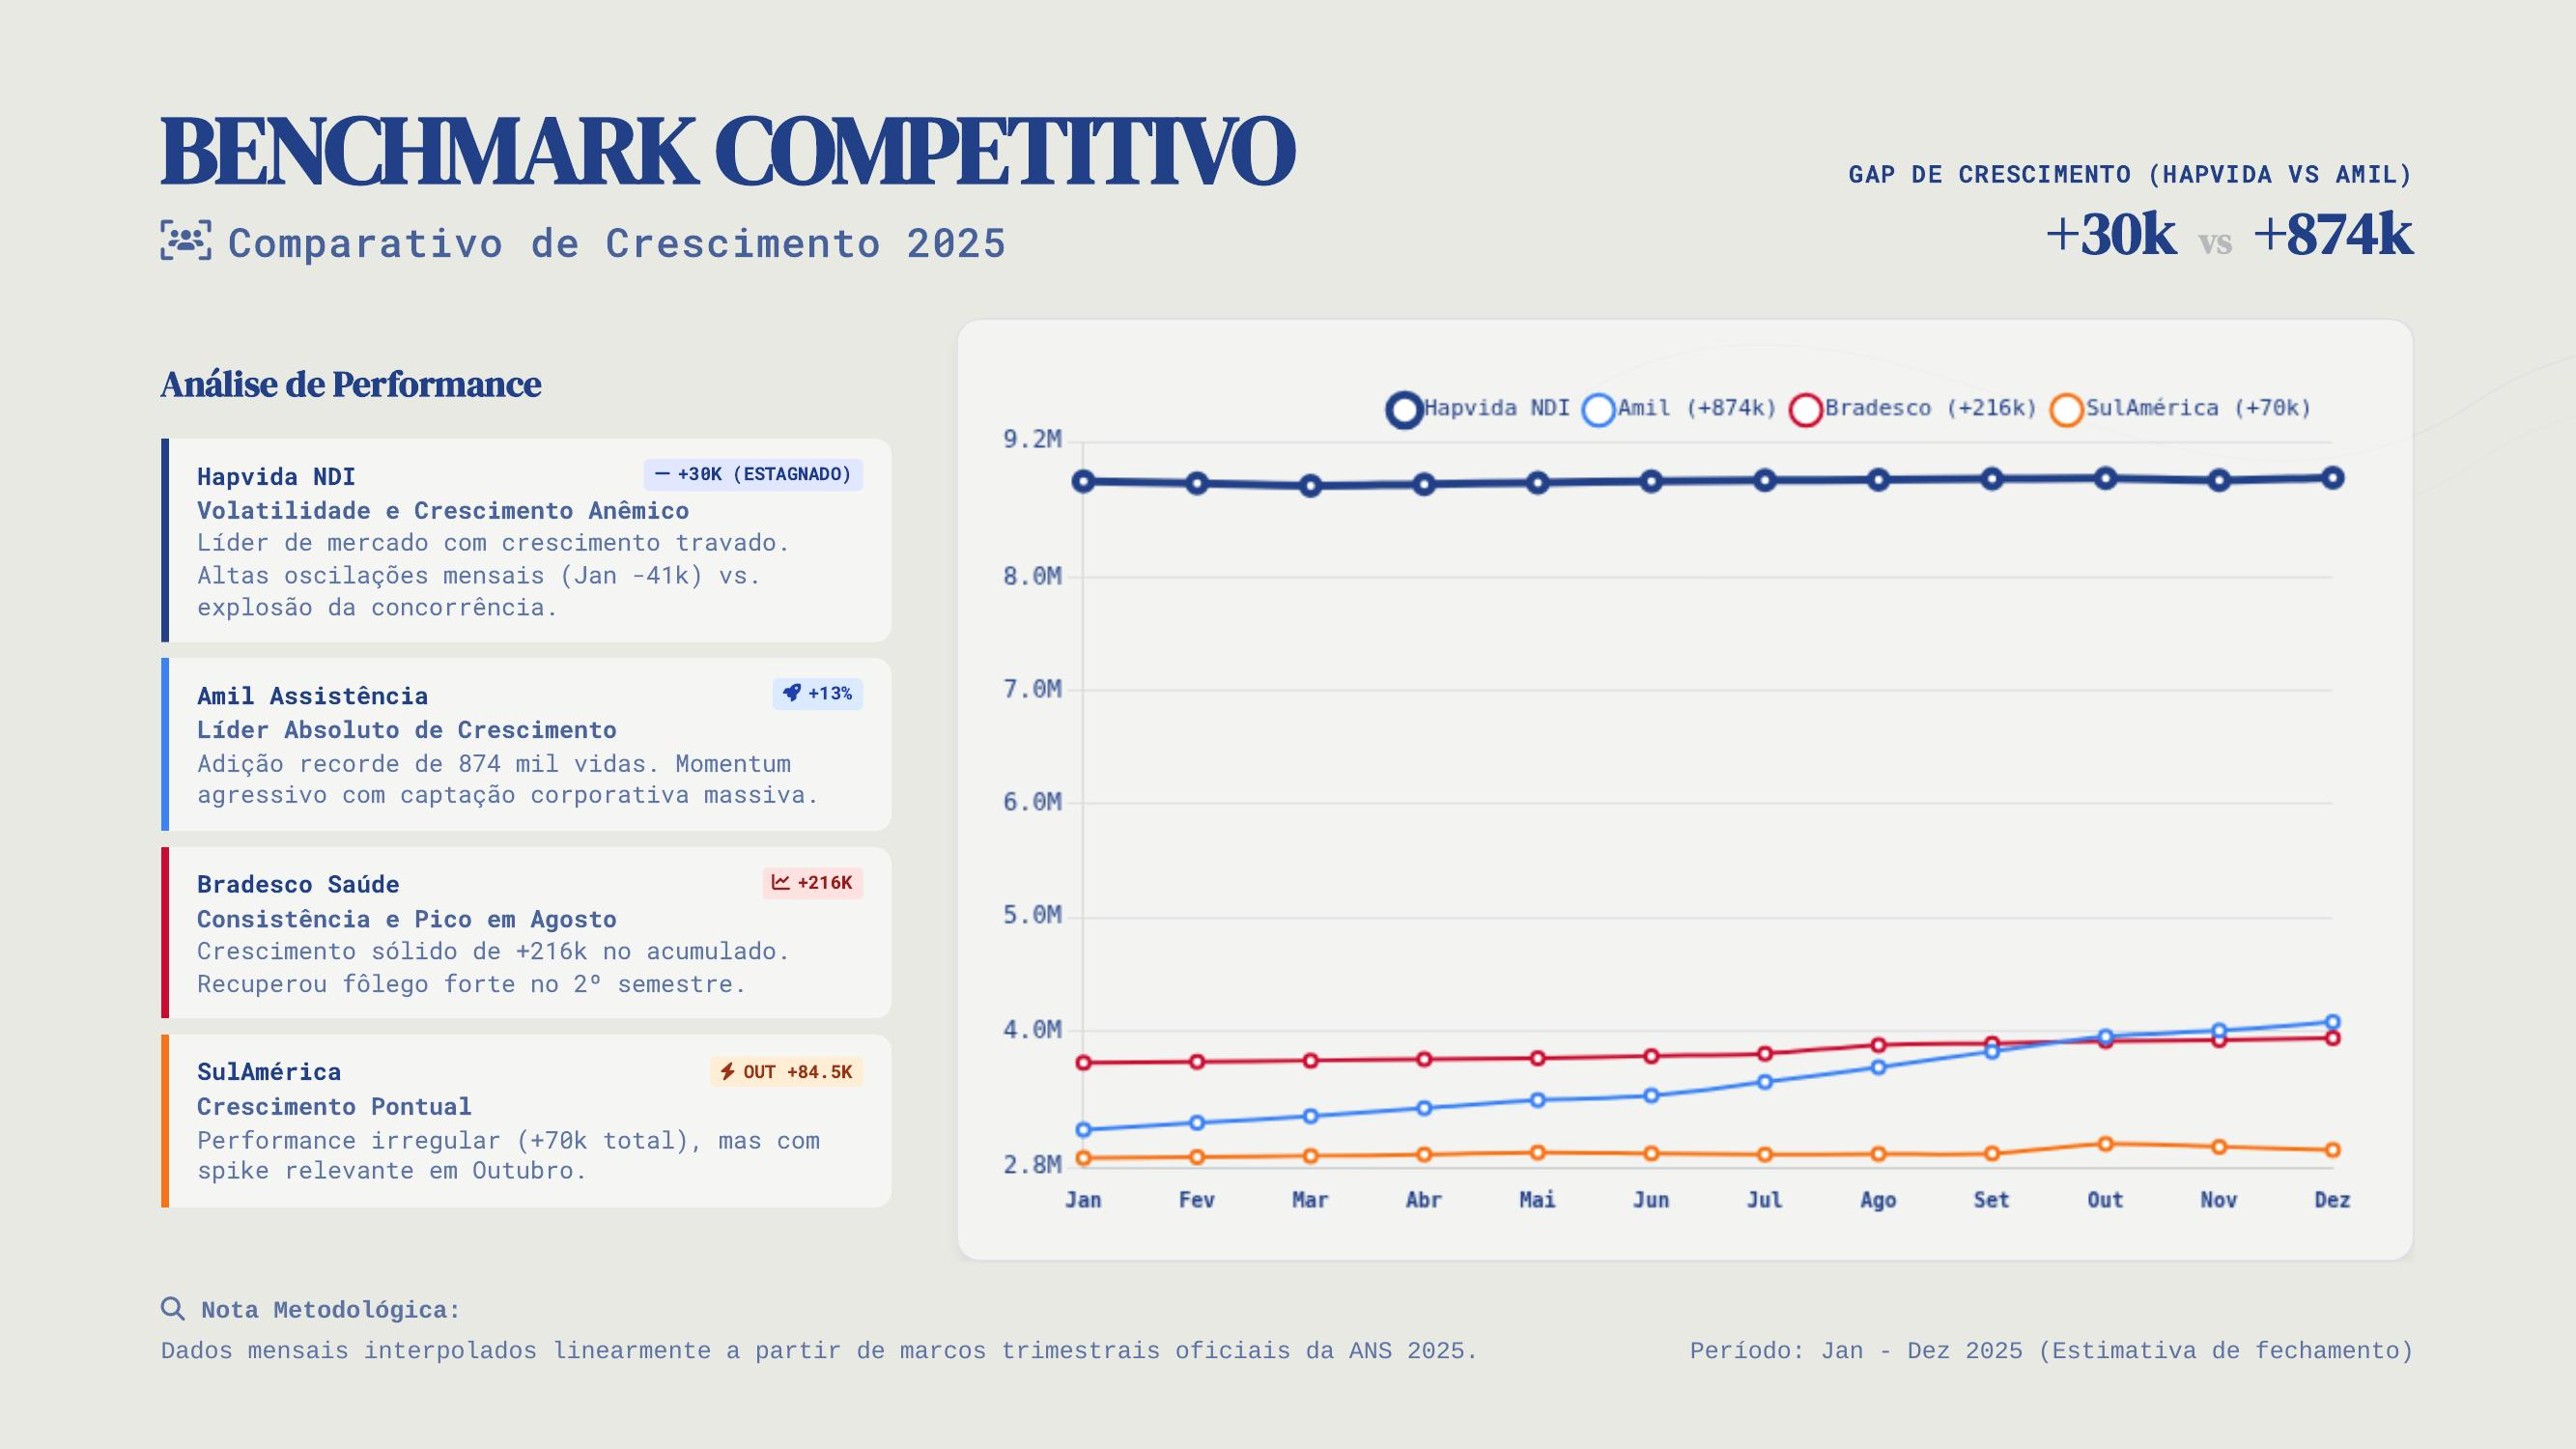 BENCHMARK COMPETITIVO
Comparativo de Crescimento 2025
GAP DE CRESCIMENTO (HAPVIDA VS AMIL)
+30k vs +874k
Análise de Performance
Hapvida NDI
+30K (ESTAGNADO)
Volatilidade e Crescimento Anêmico
Líder de mercado com crescimento travado.
Altas oscilações mensais (Jan -41k) vs.
explosão da concorrência.
Amil Assistência
+13%
Líder Absoluto de Crescimento
Adição recorde de 874 mil vidas. Momentum
agressivo com captação corporativa massiva.
Bradesco Saúde
+216K
Consistência e Pico em Agosto
Crescimento sólido de +216k no acumulado.
Recuperou fôlego forte no 2º semestre.
SulAmérica
OUT +84.5K
Crescimento Pontual
Performance irregular (+70k total), mas com
spike relevante em Outubro.
Hapvida NDI Amil (+874k) Bradesco (+216k) SulAmérica (+70k)
9.2M
8.0M
7.0M
6.0M
5.0M
4.0M
2.8M
Jan Fev Mar Abr Mai Jun Jul Ago Set Out Nov Dez
Nota Metodológica:
Dados mensais interpolados linearmente a partir de marcos trimestrais oficiais da ANS 2025.
Período: Jan - Dez 2025 (Estimativa de fechamento)